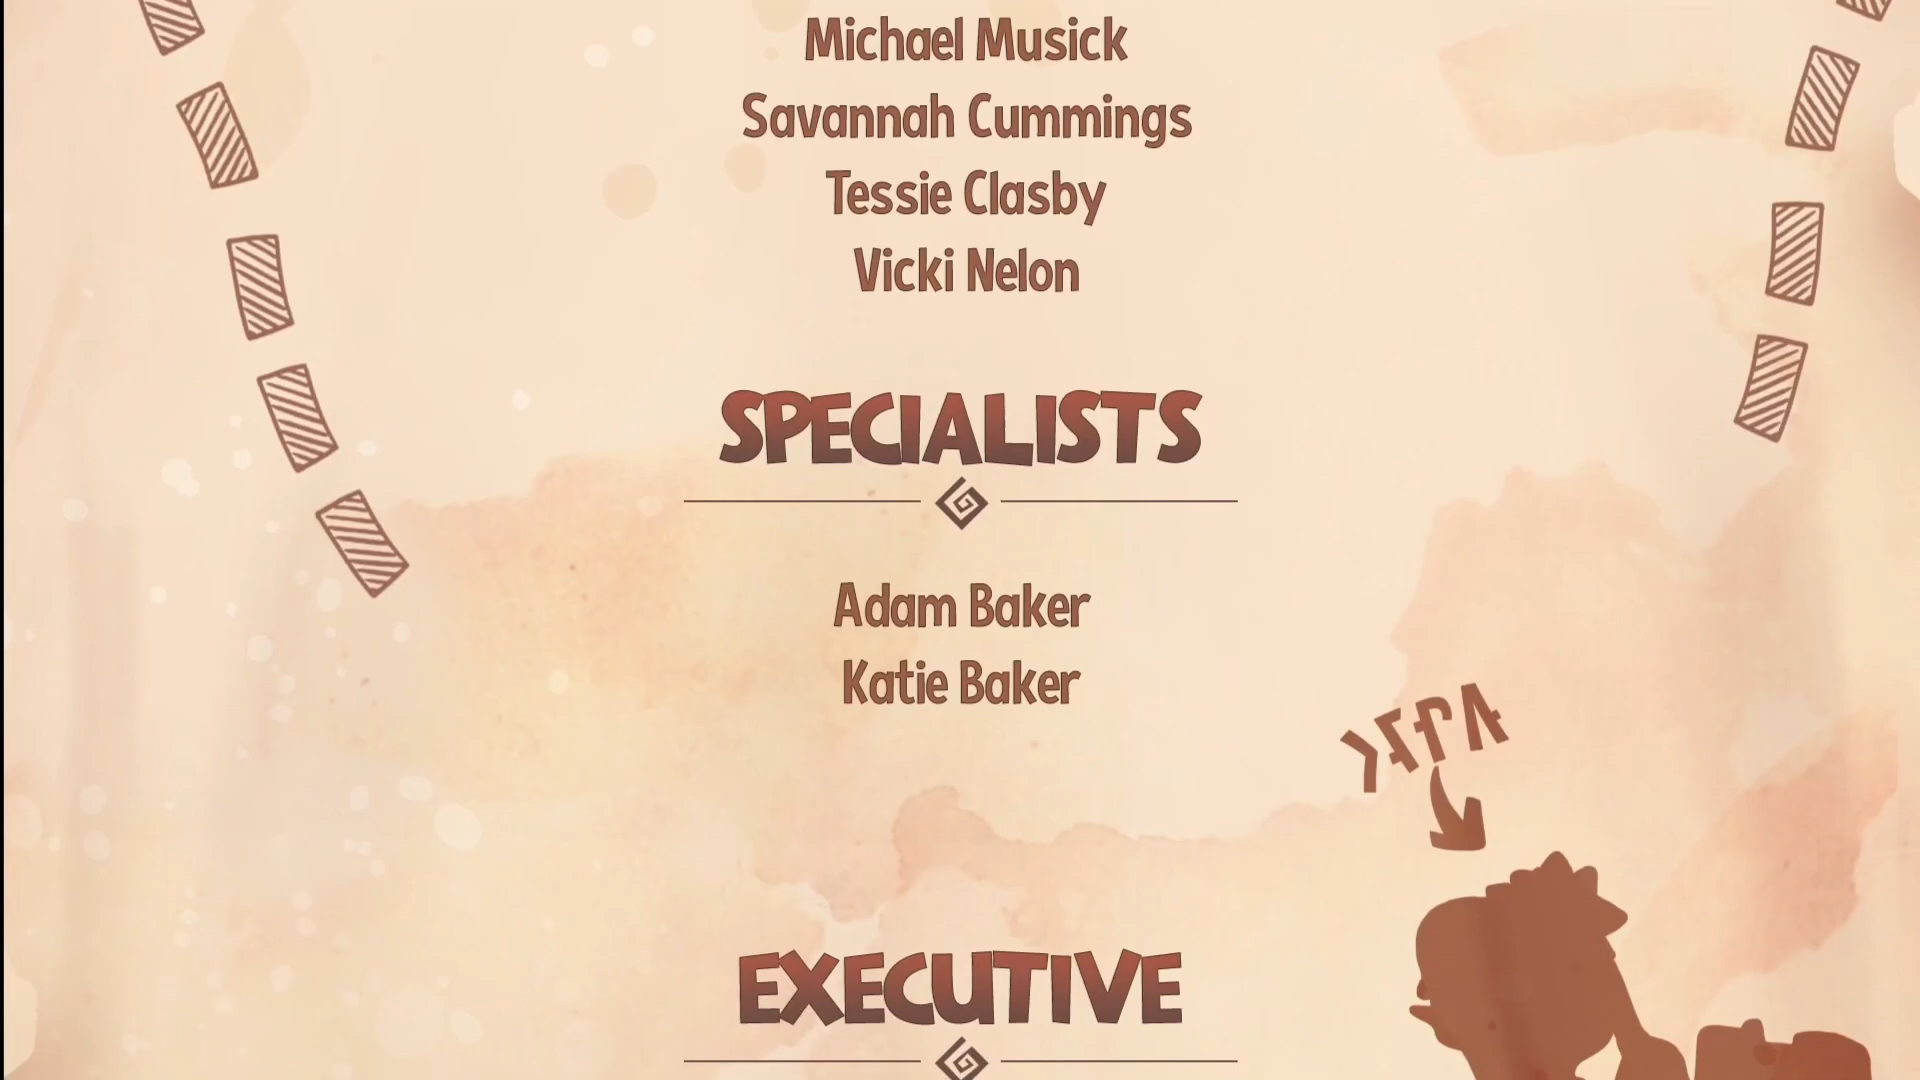 Michael Musick
Savannah Cummings
Tessie Clasby
Vicki Nelon
SPECIALISTS
Adam Baker
Katie Baker
EXECUTIVE